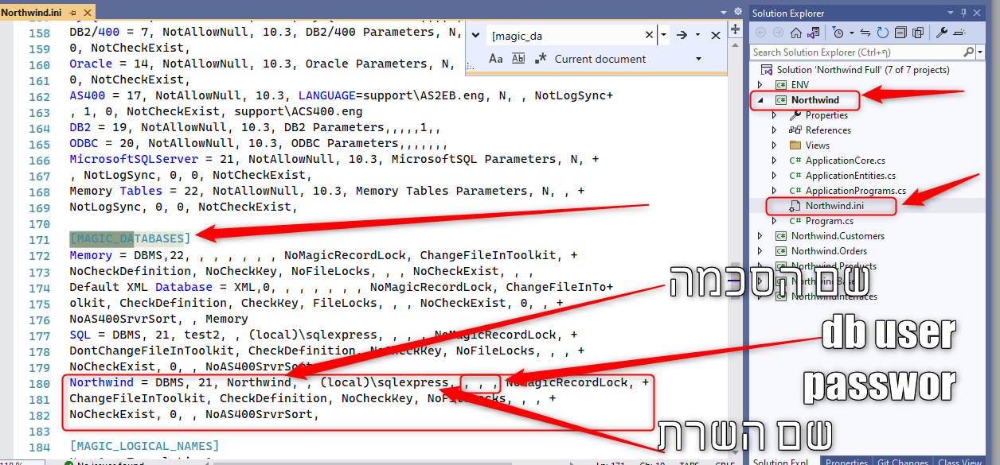 Northwind.ini
158 DB2/400 = 7, NotAllowNull, 10.3, DB2/400 Parameters, N,
159 0, NotCheckExist,
160 Oracle = 14, NotAllowNull, 10.3, Oracle Parameters, N,
161 0, NotCheckExist,
162 AS400 = 17, NotAllowNull, 10.3, LANGUAGE=support\AS2EB.eng, N, , NotLogSync+
163 , 1, 0, NotCheckExist, support\ACS400.eng
164 DB2 = 19, NotAllowNull, 10.3, DB2 Parameters,,,,,1,,
165 ODBC = 20, NotAllowNull, 10.3, ODBC Parameters,,,,,,,
166 MicrosoftSQLServer = 21, NotAllowNull, 10.3, MicrosoftSQL Parameters, N, +
167 , NotLogSync, 0, 0, NotCheckExist,
168 Memory Tables = 22, NotAllowNull, 10.3, Memory Tables Parameters, N, , +
169 NotLogSync, 0, 0, NotCheckExist,
170
171 [MAGIC_DATABASES]
172 Memory = DBMS,22, , , , , , , NoMagicRecordLock, ChangeFileInToolkit, +
173 NoCheckDefinition, NoCheckKey, NoFileLocks, , , NoCheckExist, , ,
174 Default XML Database = XML,0, , , , , , , NoMagicRecordLock, ChangeFileInTo+
175 olkit, CheckDefinition, CheckKey, FileLocks, , , NoCheckExist, 0, , +
176 NoAS400SrvrSort, , Memory
177 SQL = DBMS, 21, test2, , (local)\sqlexpress, , , , NoMagicRecordLock, +
178 DontChangeFileInToolkit, CheckDefinition, NoCheckKey, NoFileLocks, , , +
179 NoCheckExist, 0, , NoAS400SrvrSort,
180 Northwind = DBMS, 21, Northwind, , (local)\sqlexpress, , , , NoMagicRecordLock, +
181 ChangeFileInToolkit, CheckDefinition, NoCheckKey, NoFileLocks, , , +
182 NoCheckExist, 0, , NoAS400SrvrSort,
183
184 [MAGIC_LOGICAL_NAMES]
[magic_da
Aa Ab .* Current document
Solution Explorer
Search Solution Explorer (Ctrl+ך)
Solution 'Northwind Full' (7 of 7 projects)
ENV
Northwind
Properties
References
Views
ApplicationCore.cs
ApplicationEntities.cs
ApplicationPrograms.cs
Northwind.ini
Program.cs
Northwind.Customers
Northwind.Orders
Northwind.Products
שם הסכמה
db user
passwor
שם השרת
Properties Git Changes Class View